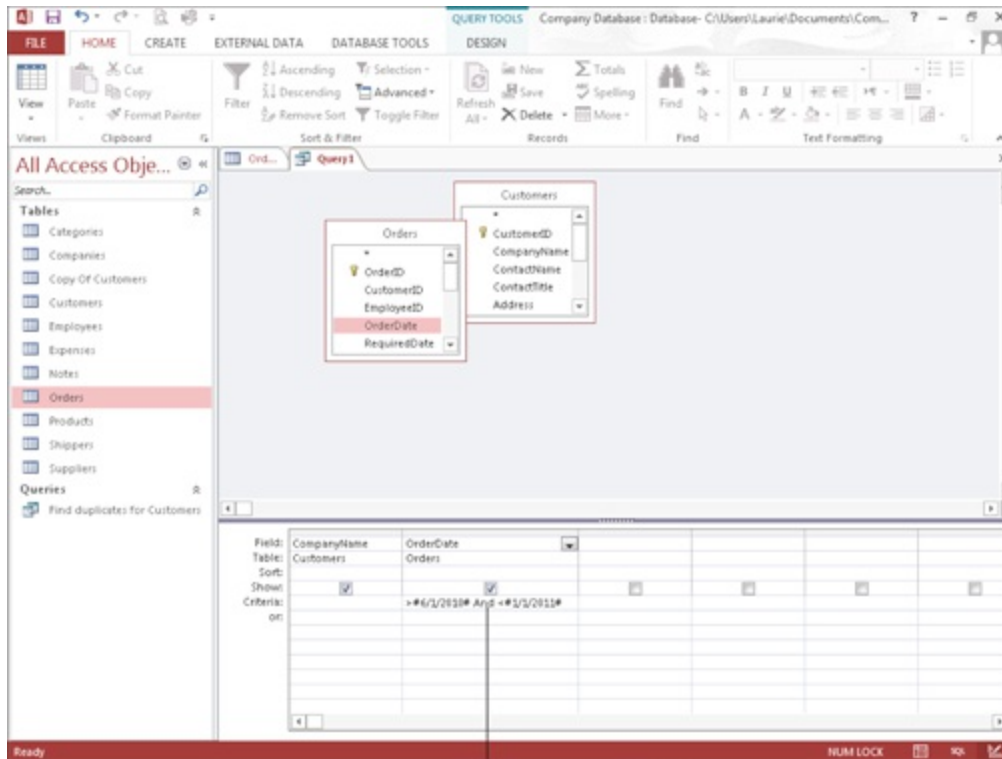 QUERY TOOLS Company Database : Database- C:\Users\Laurie\Documents\Com... ?
FILE HOME CREATE EXTERNAL DATA DATABASE TOOLS DESIGN
View
Paste
Cut
Copy
Format Painter
Filter
Ascending
Descending
Remove Sort
Selection
Advanced
Toggle Filter
Refresh
All
New
Save
Delete
Totals
Spelling
More
Find
B I U
A
Views Clipboard Sort & Filter Records Find Text Formatting
All Access Obje...
Search..
Tables
Categories
Companies
Copy Of Customers
Customers
Employees
Expenses
Notes
Orders
Products
Shippers
Suppliers
Queries
Find duplicates for Customers
Ord... Query1
Orders
*
OrderID
CustomerID
EmployeeID
OrderDate
RequiredDate
Customers
*
CustomerID
CompanyName
ContactName
ContactTitle
Address
Field: CompanyName OrderDate
Table: Customers Orders
Sort:
Show:
Criteria: >#6/1/2010# And <#1/1/2011#
or:
Ready NUM LOCK SQL